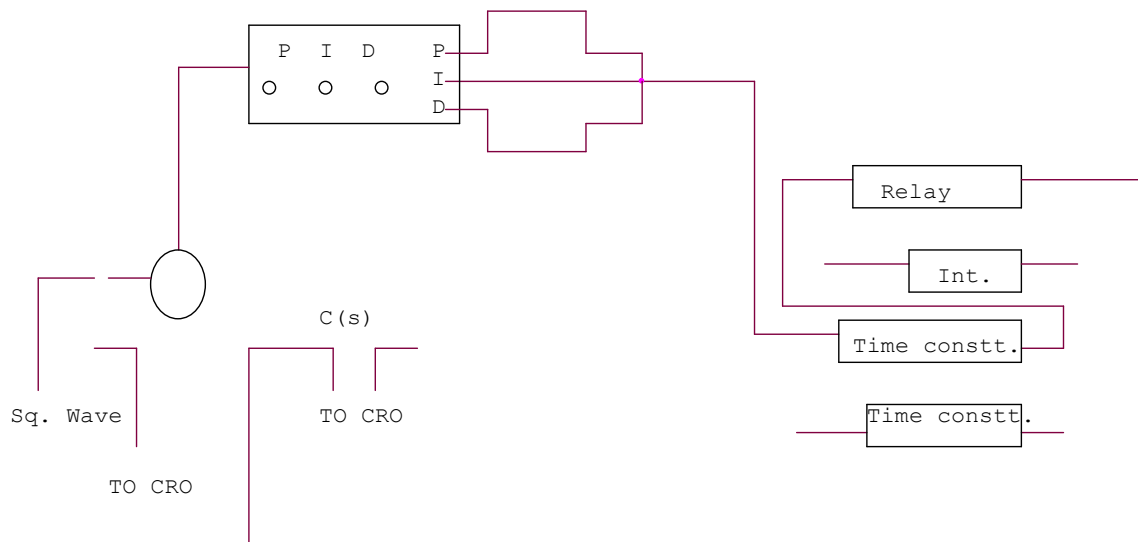 P I D P
I
D
Relay
Int.
C(s)
Time constt.
Sq. Wave
TO CRO
Time constt.
TO CRO